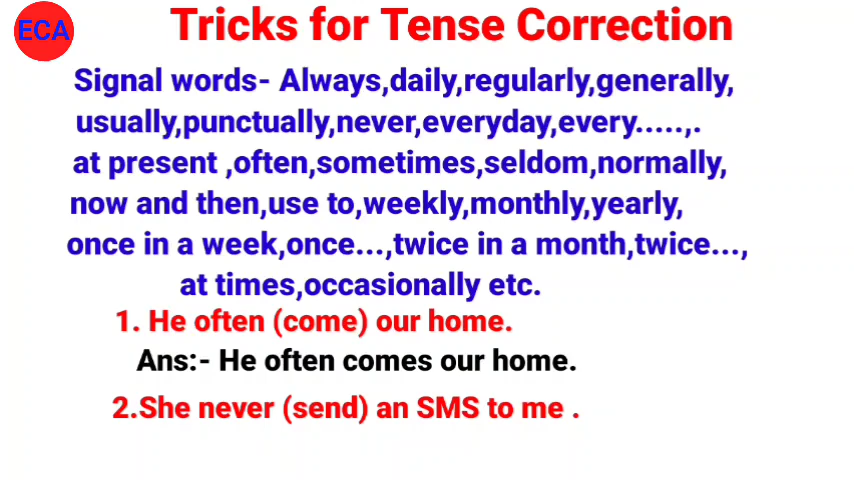 ECA
Tricks for Tense Correction
Signal words- Always,daily,regularly,generally,
usually,punctually,never,everyday,every.....,.
at present ,often,sometimes,seldom,normally,
now and then,use to,weekly,monthly,yearly,
once in a week,once...,twice in a month,twice...,
at times,occasionally etc.
1. He often (come) our home.
Ans:- He often comes our home.
2.She never (send) an SMS to me .